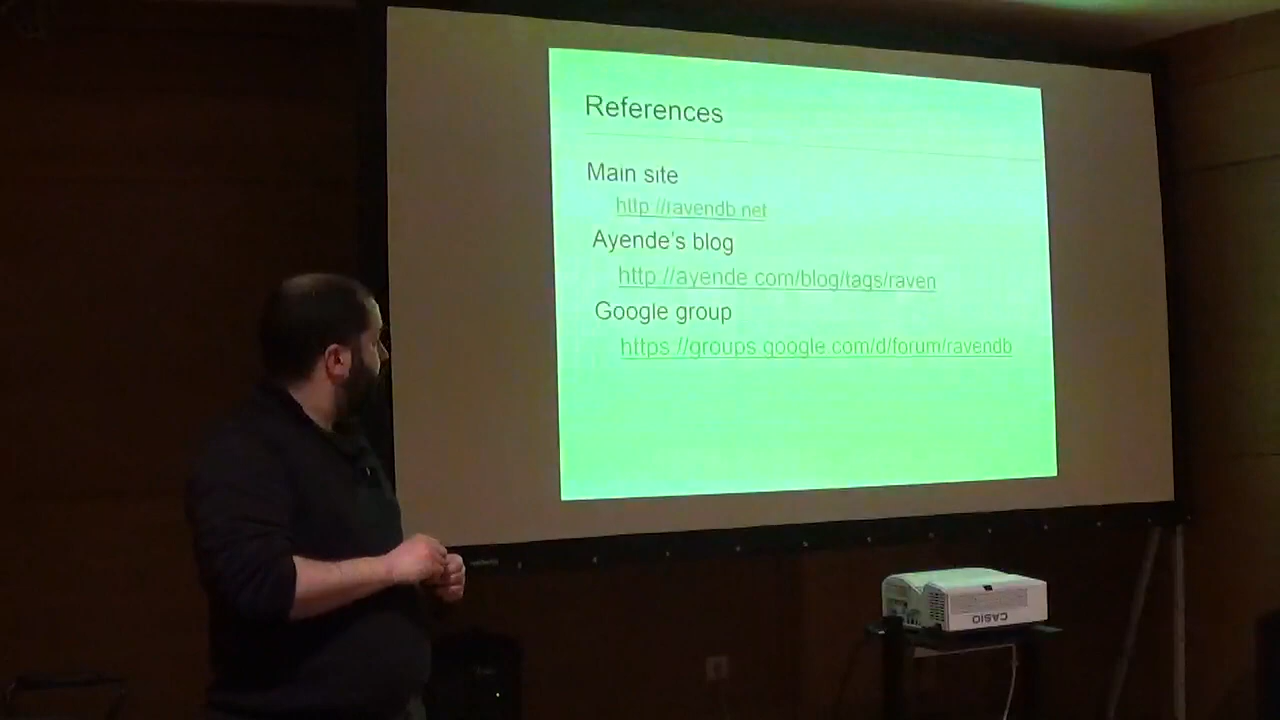 References
Main site
http://ravendb.net
Ayende's blog
http://ayende.com/blog/tags/raven
Google group
https://groups.google.com/d/forum/ravendb
CASIO